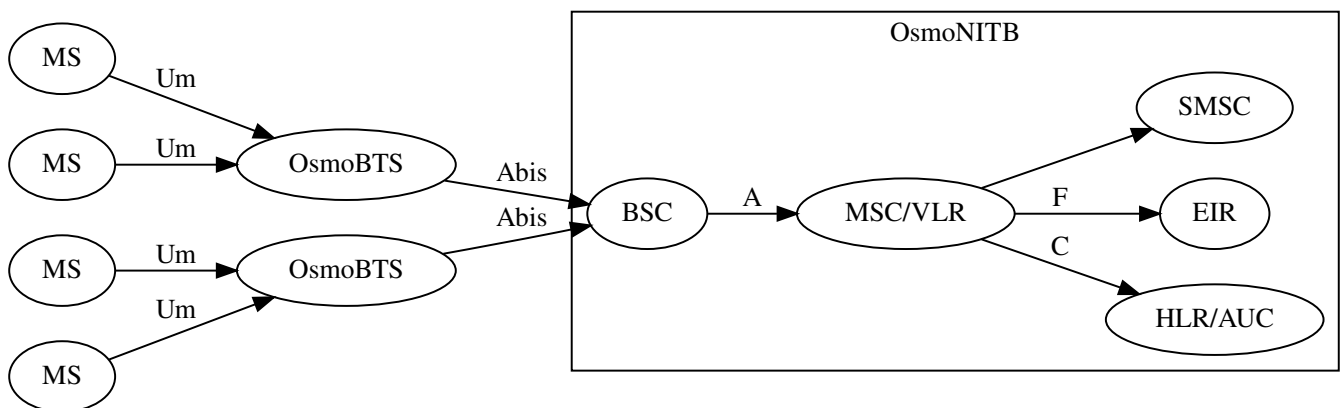 OsmoNITB
MS
Um
SMSC
MS
Um
OsmoBTS
Abis
BSC
A
MSC/VLR
F
EIR
Abis
C
MS
Um
OsmoBTS
Um
HLR/AUC
MS